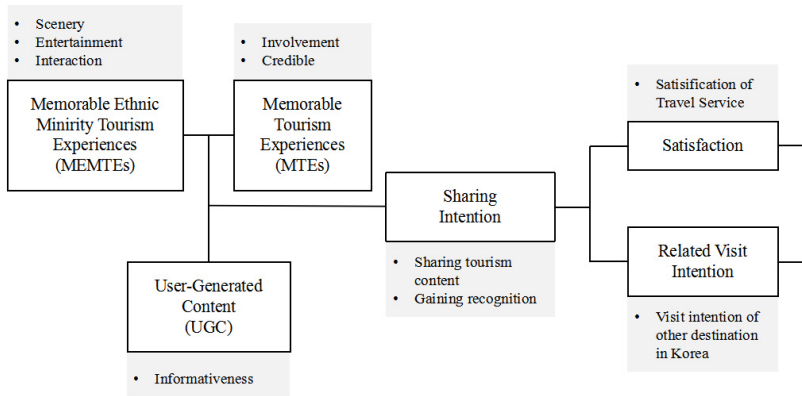 • Scenery
• Entertainment
• Interaction
Memorable Ethnic
Minirity Tourism
Experiences
(MEMTEs)
• Involvement
• Credible
Memorable
Tourism
Experiences
(MTEs)
User-Generated
Content
(UGC)
• Informativeness
Sharing
Intention
• Sharing tourism
content
• Gaining recognition
• Satisification of
Travel Service
Satisfaction
Related Visit
Intention
• Visit intention of
other destination
in Korea